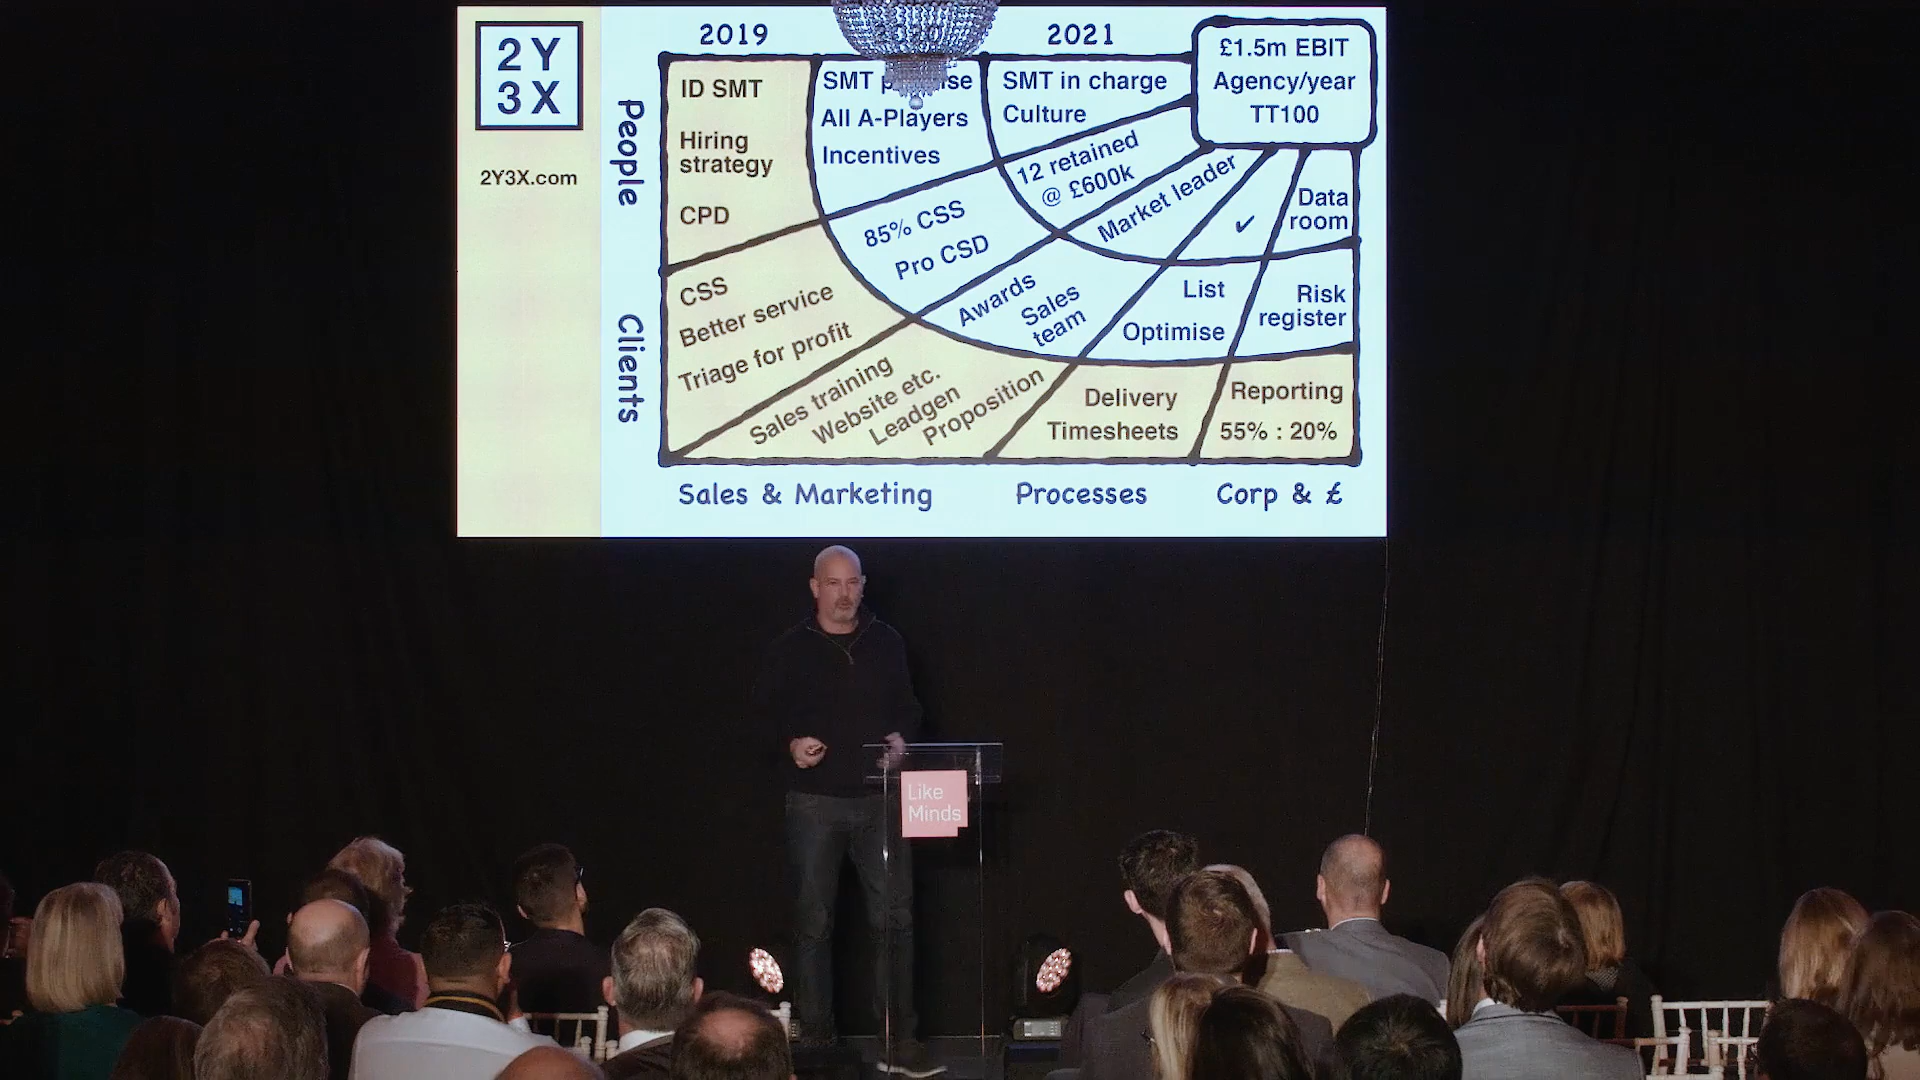 2Y
3X
2Y3X.com
2019
2021
£1.5m EBIT
Agency/year
TT100
People
ID SMT
Hiring
strategy
CPD
SMT
All A-Players
Incentives
SMT in charge
Culture
12 retained
@ £600k
Market leader
✓
Data
room
85% CSS
Pro CSD
Awards
Sales
team
List
Optimise
Risk
register
Clients
CSS
Better service
Triage for profit
Sales training
Website etc.
Leadgen
Proposition
Delivery
Timesheets
Reporting
55% : 20%
Sales & Marketing
Processes
Corp & £
Like
Minds